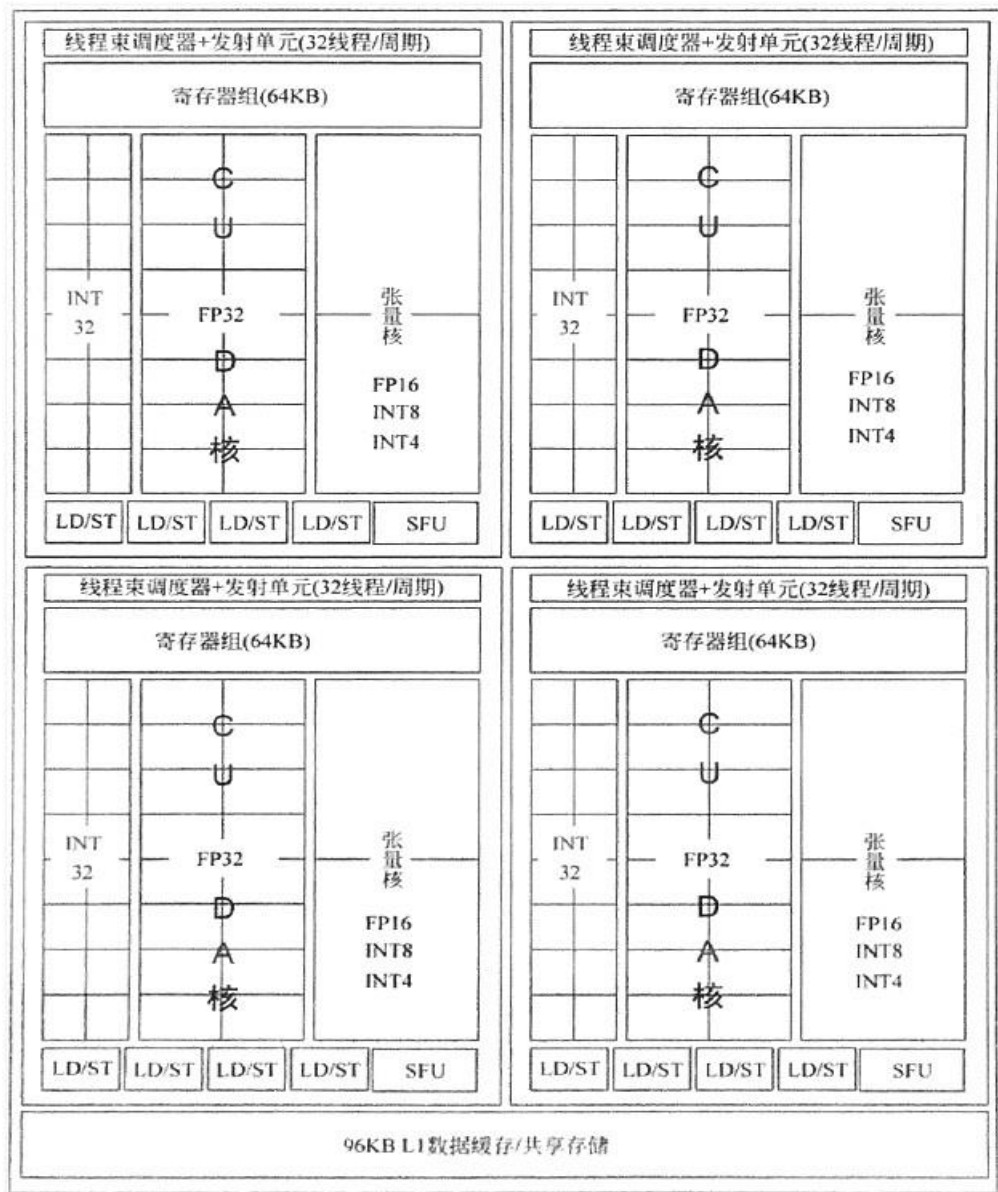 线程束调度器+发射单元(32线程/周期)
寄存器组(64KB)
INT
32
C
U
FP32
D
A
核
张
量
核
FP16
INT8
INT4
LD/ST LD/ST LD/ST LD/ST SFU
线程束调度器+发射单元(32线程/周期)
寄存器组(64KB)
INT
32
C
U
FP32
D
A
核
张
量
核
FP16
INT8
INT4
LD/ST LD/ST LD/ST LD/ST SFU
线程束调度器+发射单元(32线程/周期)
寄存器组(64KB)
INT
32
C
U
FP32
D
A
核
张
量
核
FP16
INT8
INT4
LD/ST LD/ST LD/ST LD/ST SFU
线程束调度器+发射单元(32线程/周期)
寄存器组(64KB)
INT
32
C
U
FP32
D
A
核
张
量
核
FP16
INT8
INT4
LD/ST LD/ST LD/ST LD/ST SFU
96KB L1数据缓存/共享存储